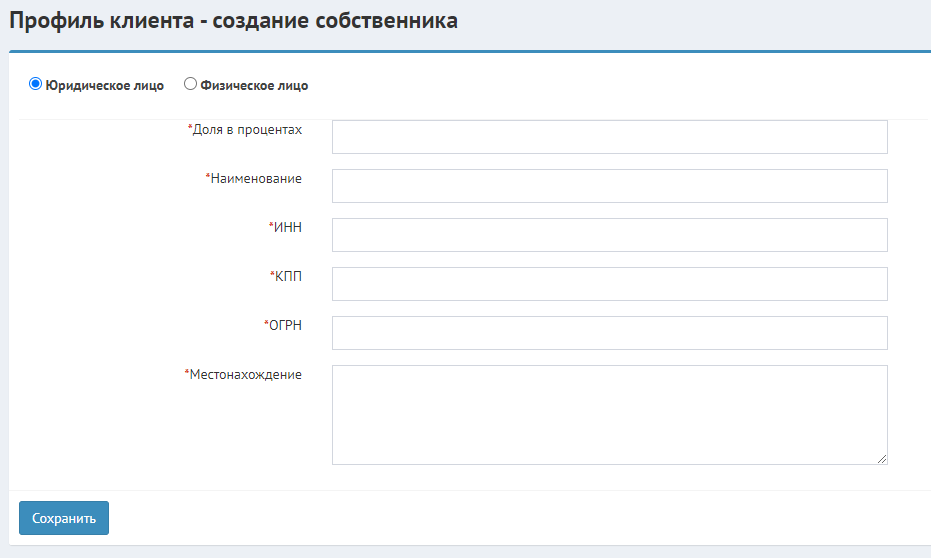 Профиль клиента - создание собственника
Юридическое лицо Физическое лицо
*Доля в процентах
*Наименование
*ИНН
*КПП
*ОГРН
*Местонахождение
Сохранить